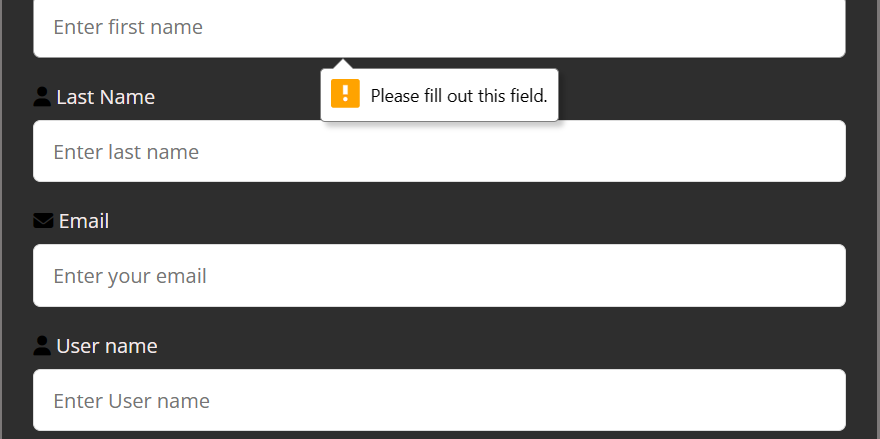 Enter first name
Please fill out this field.
Last Name
Enter last name
Email
Enter your email
User name
Enter User name